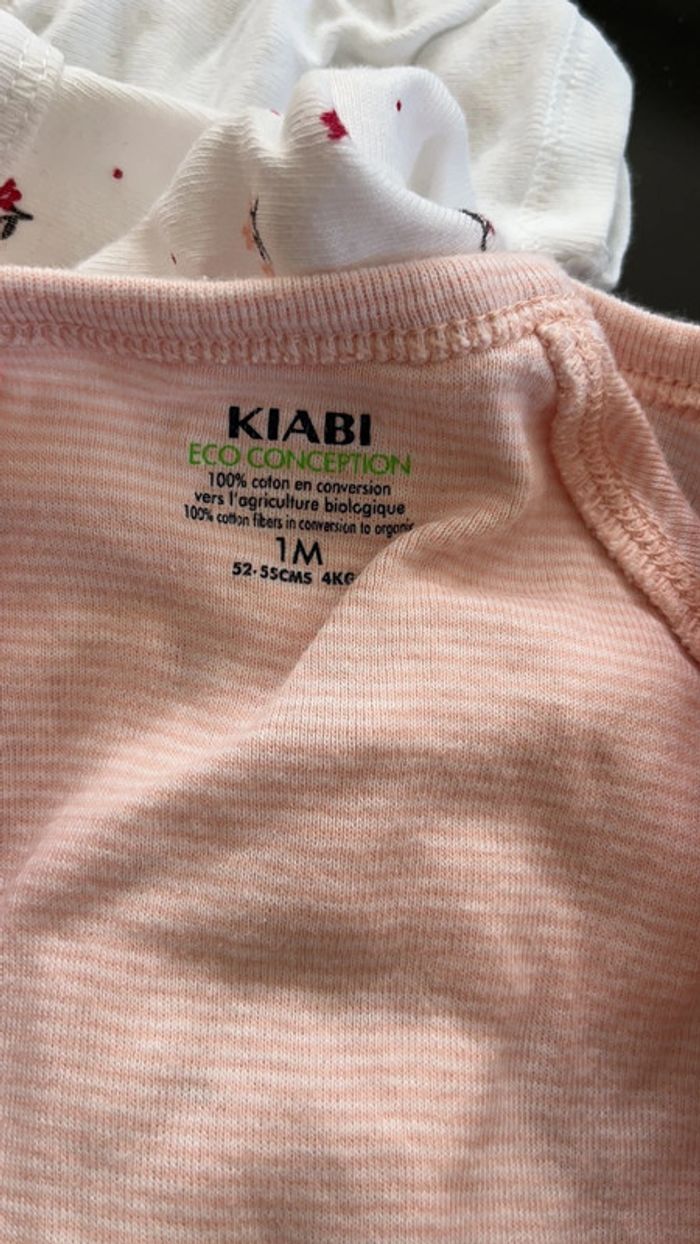 KIABI
ECO CONCEPTION
100% coton en conversion
vers l'agriculture biologique
100% cotton fibers in conversion to organic
1M
52-55CMS 4KG